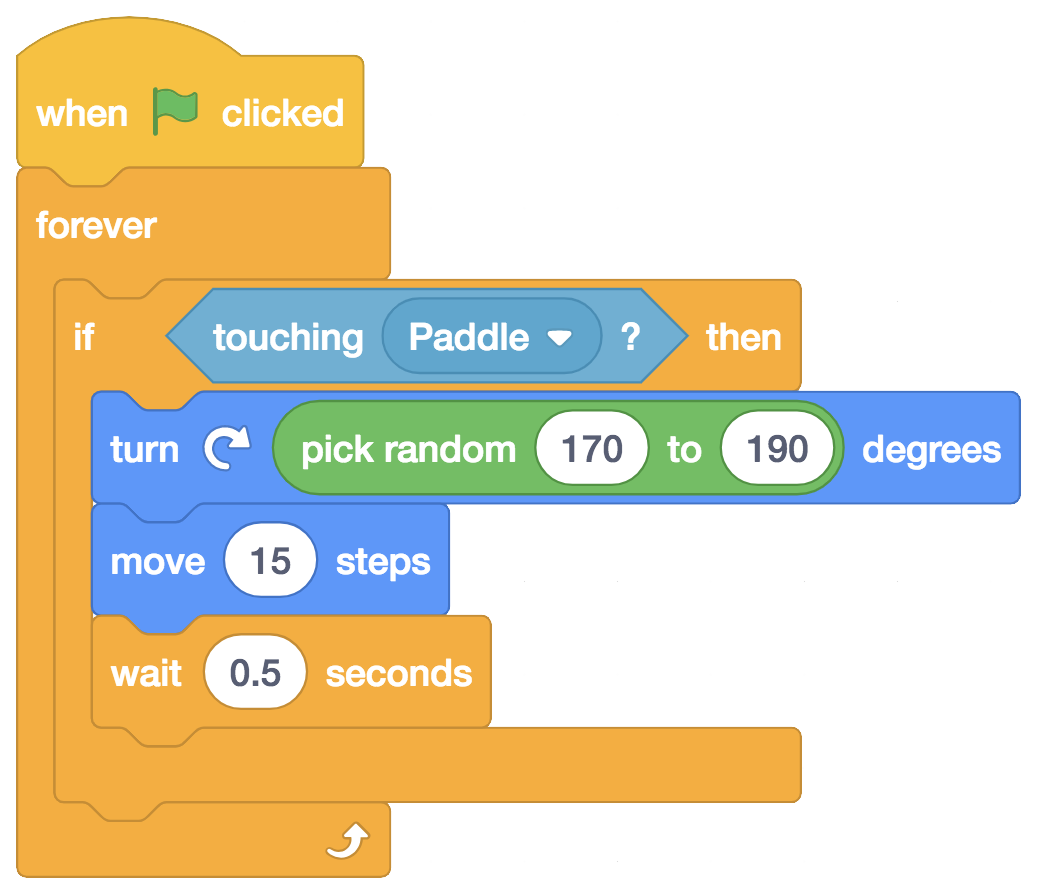 when clicked
forever
if touching Paddle ? then
turn pick random 170 to 190 degrees
move 15 steps
wait 0.5 seconds